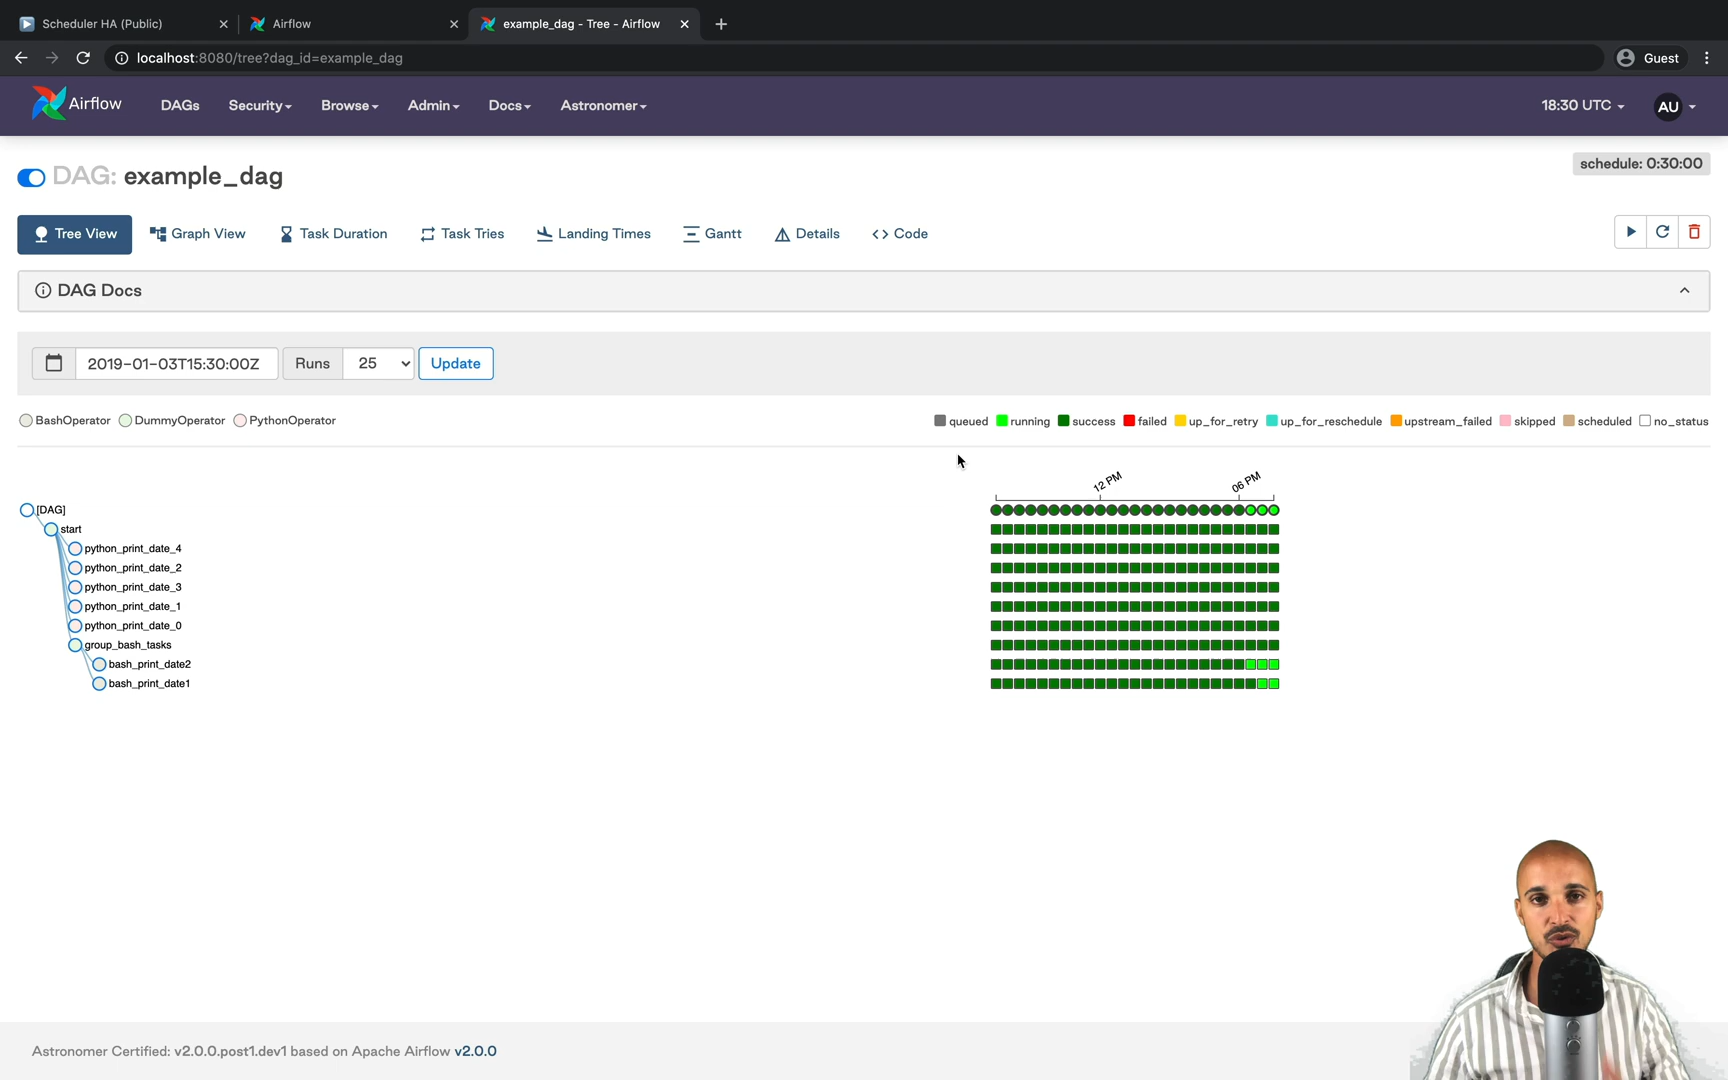 Scheduler HA (Public)
Airflow
example_dag - Tree - Airflow
localhost:8080/tree?dag_id=example_dag
Guest
Airflow
DAGs
Security
Browse
Admin
Docs
Astronomer
18:30 UTC
AU
DAG: example_dag
schedule: 0:30:00
Tree View
Graph View
Task Duration
Task Tries
Landing Times
Gantt
Details
Code
DAG Docs
2019-01-03T15:30:00Z
Runs
25
Update
BashOperator
DummyOperator
PythonOperator
queued
running
success
failed
up_for_retry
up_for_reschedule
upstream_failed
skipped
scheduled
no_status
12 PM
06 PM
[DAG]
start
python_print_date_4
python_print_date_2
python_print_date_3
python_print_date_1
python_print_date_0
group_bash_tasks
bash_print_date2
bash_print_date1
Astronomer Certified: v2.0.0.post1.dev1 based on Apache Airflow v2.0.0